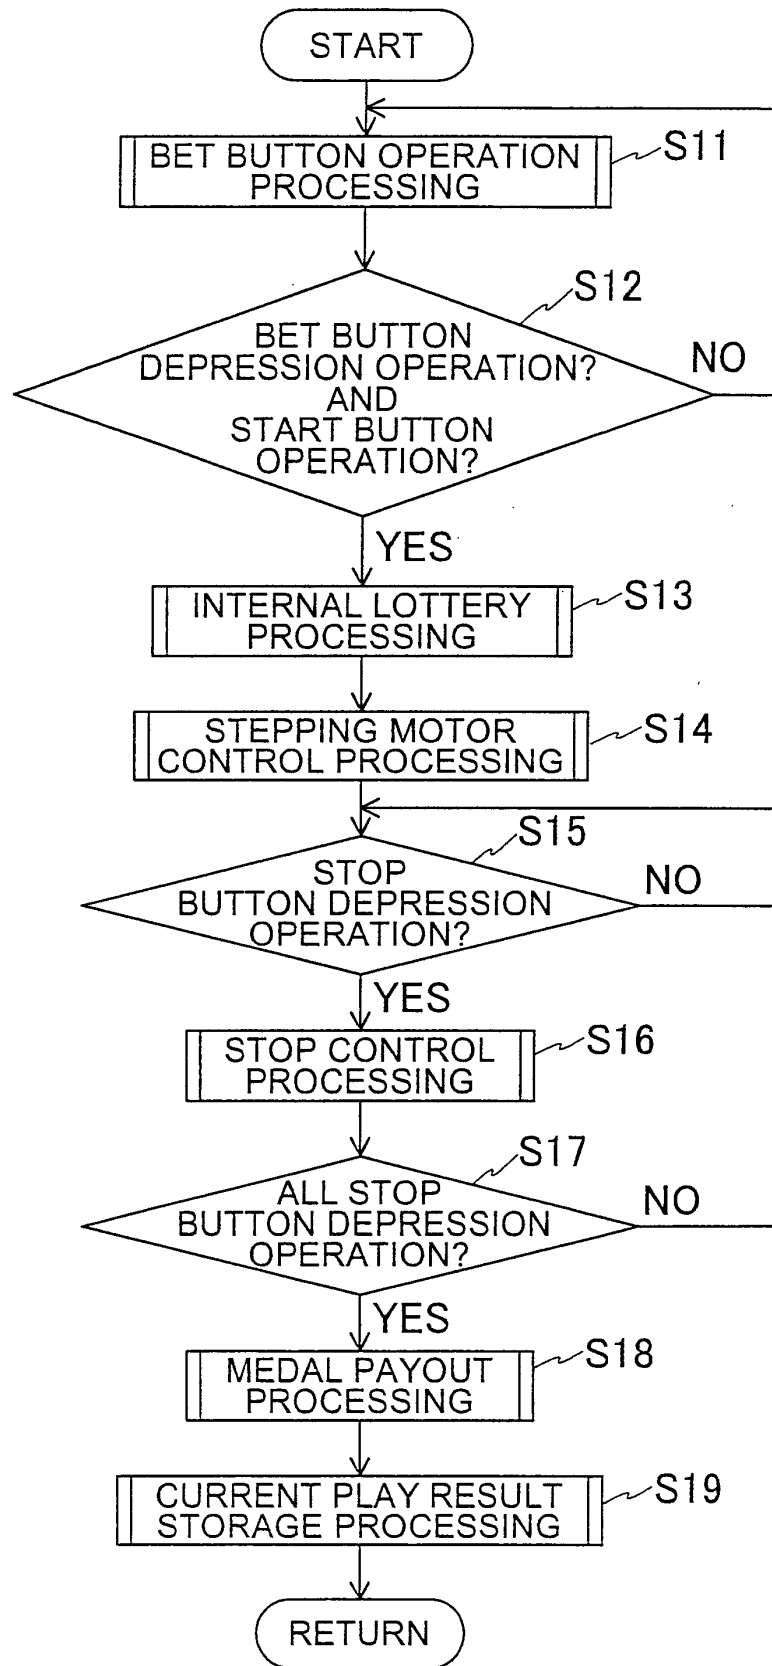 START
BET BUTTON OPERATION
PROCESSING
S11
S12
BET BUTTON
DEPRESSION OPERATION?
AND
START BUTTON
OPERATION?
NO
YES
INTERNAL LOTTERY
PROCESSING
S13
STEPPING MOTOR
CONTROL PROCESSING
S14
S15
STOP
BUTTON DEPRESSION
OPERATION?
NO
YES
STOP CONTROL
PROCESSING
S16
S17
ALL STOP
BUTTON DEPRESSION
OPERATION?
NO
YES
MEDAL PAYOUT
PROCESSING
S18
CURRENT PLAY RESULT
STORAGE PROCESSING
S19
RETURN